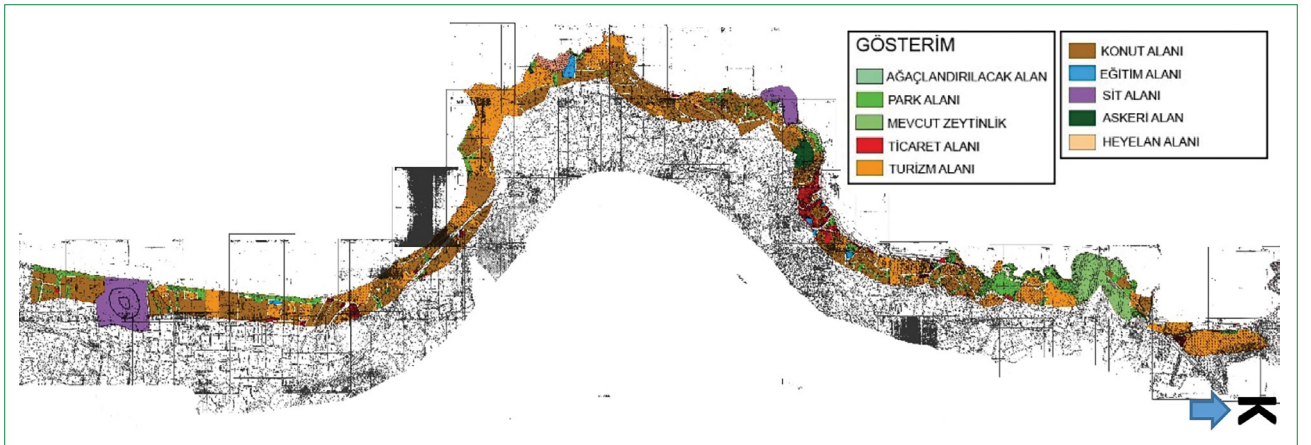 GÖSTERİM
AĞAÇLANDIRILACAK ALAN
PARK ALANI
MEVCUT ZEYTİNLİK
TİCARET ALANI
TURİZM ALANI
KONUT ALANI
EĞİTİM ALANI
SİT ALANI
ASKERİ ALAN
HEYELAN ALANI
K